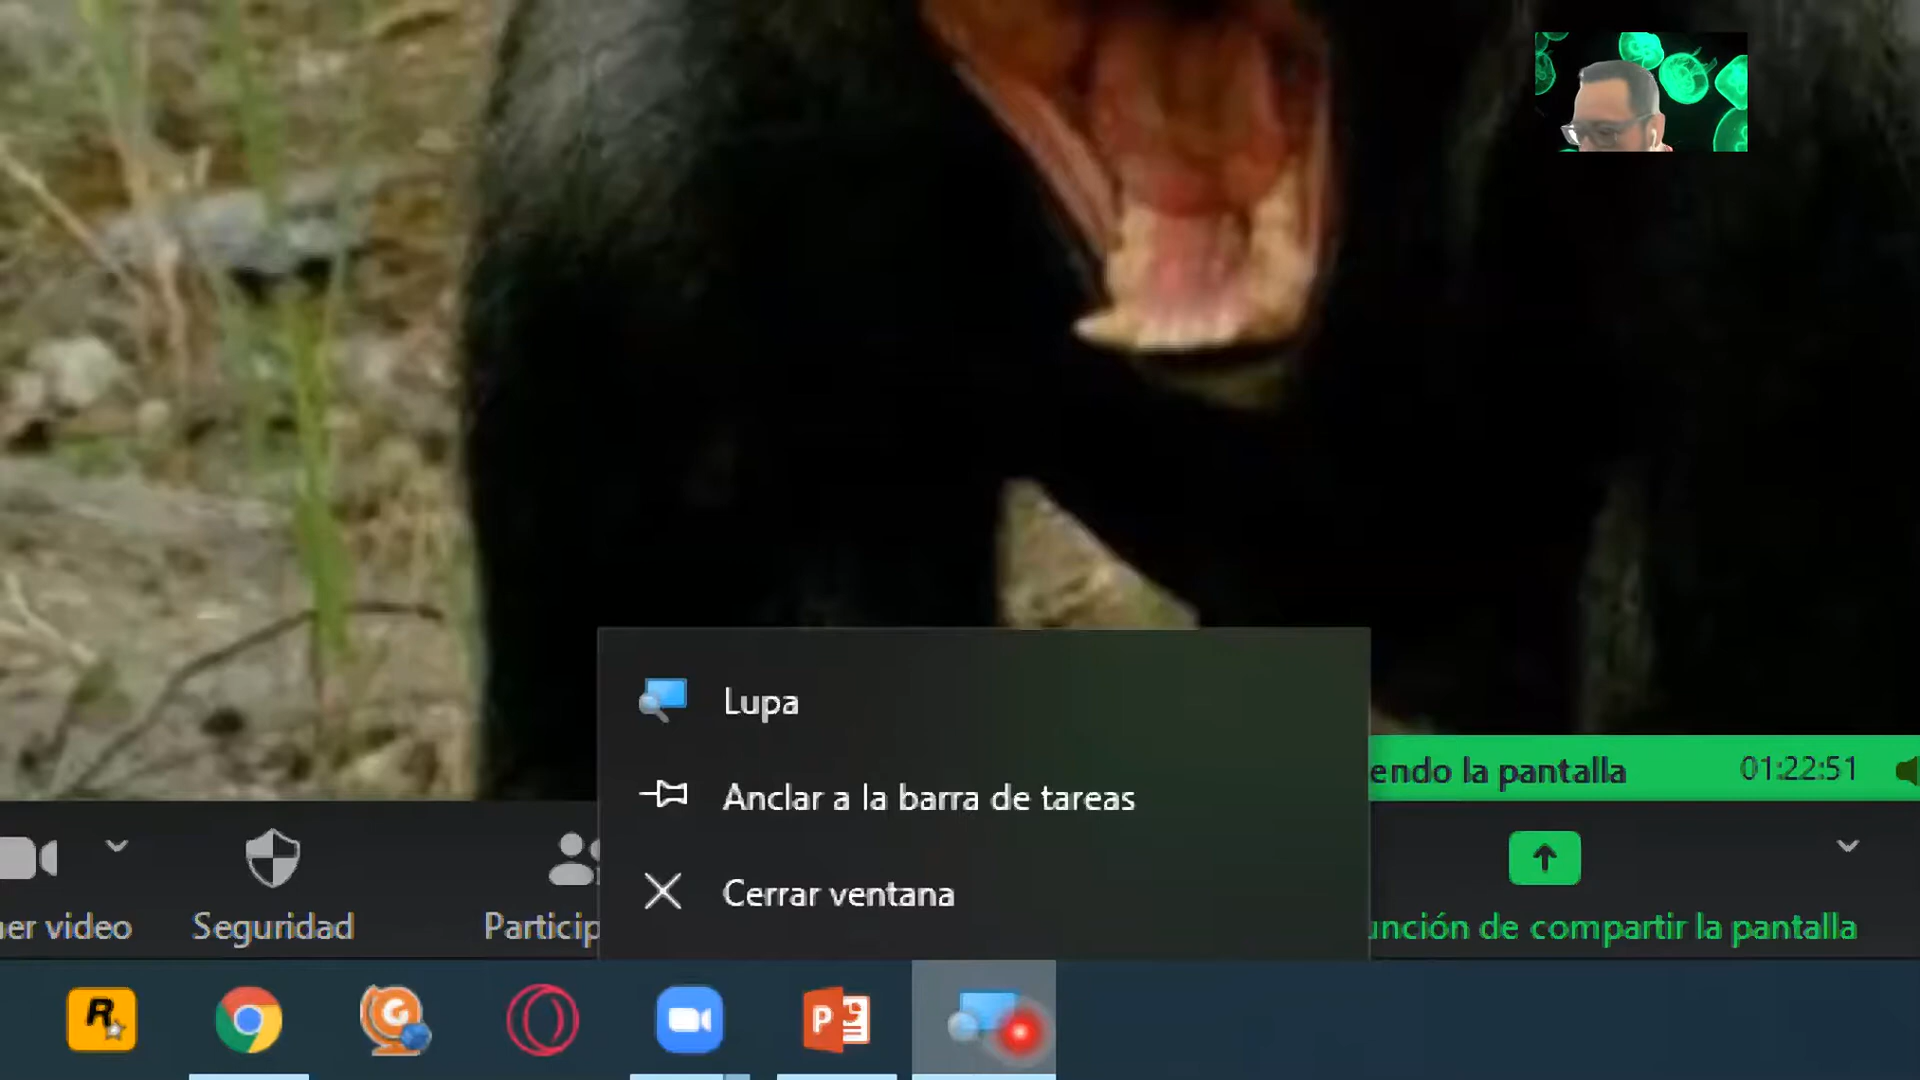 Lupa
Anclar a la barra de tareas
Cerrar ventana
endo la pantalla 01:22:51
er video
Seguridad
Particip
unción de compartir la pantalla
R
G
P